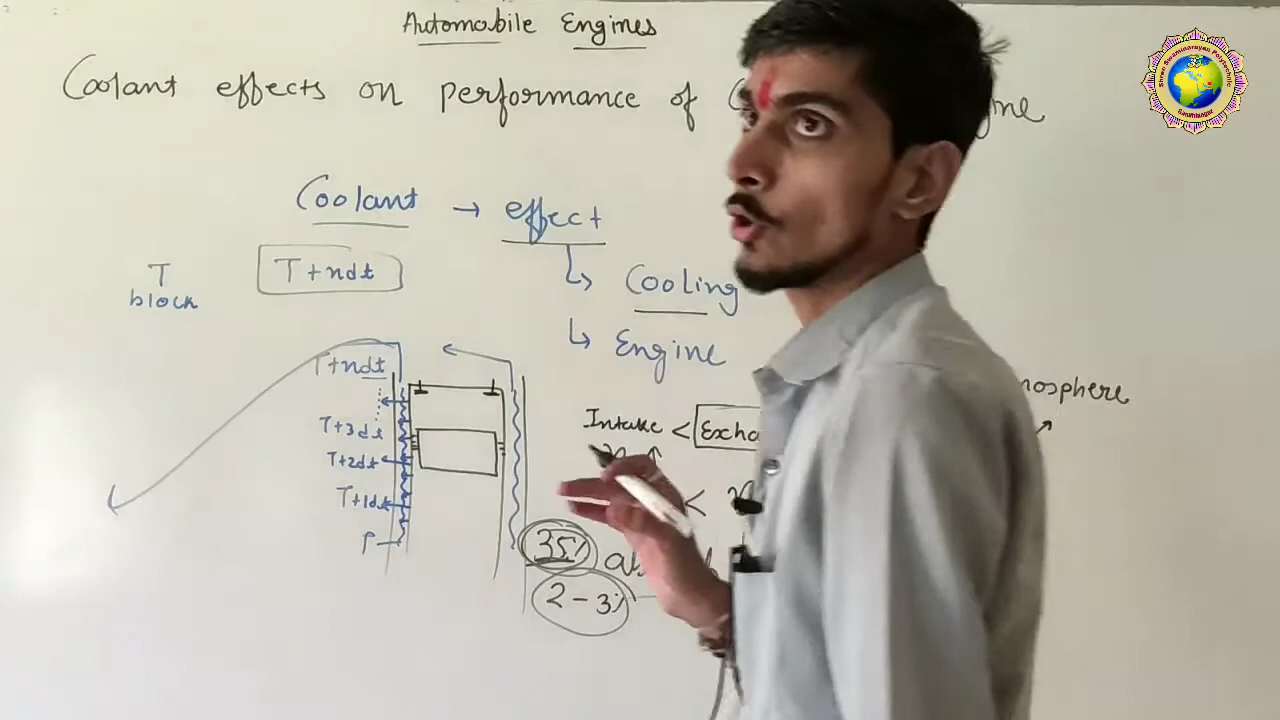 Automobile Engines
Coolant effects on performance of
Coolant → effect
T+ndt
T
block
↳ Cooling
↳ Engine
T+ndt
T+3dt
T+2dt
T+1dt
Intake <
<
35%
2-3%